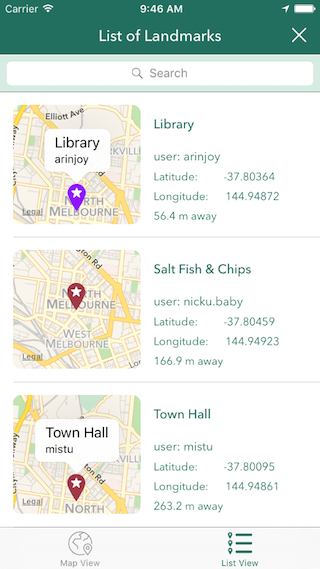 Carrier 9:46 AM
List of Landmarks
Search
Elliott Ave
Library
arinjoy
NORTH
MELBOURNE
Legal
Library
user: arinjoy
Latitude: -37.80364
Longitude: 144.94872
56.4 m away
NORTH
MELBOURNE
WEST
MELBOURNE
Legal
Salt Fish & Chips
user: nicku.baby
Latitude: -37.80459
Longitude: 144.94923
166.9 m away
Town Hall
mistu
NORTH
Legal
Town Hall
user: mistu
Latitude: -37.80095
Longitude: 144.94861
263.2 m away
Map View
List View